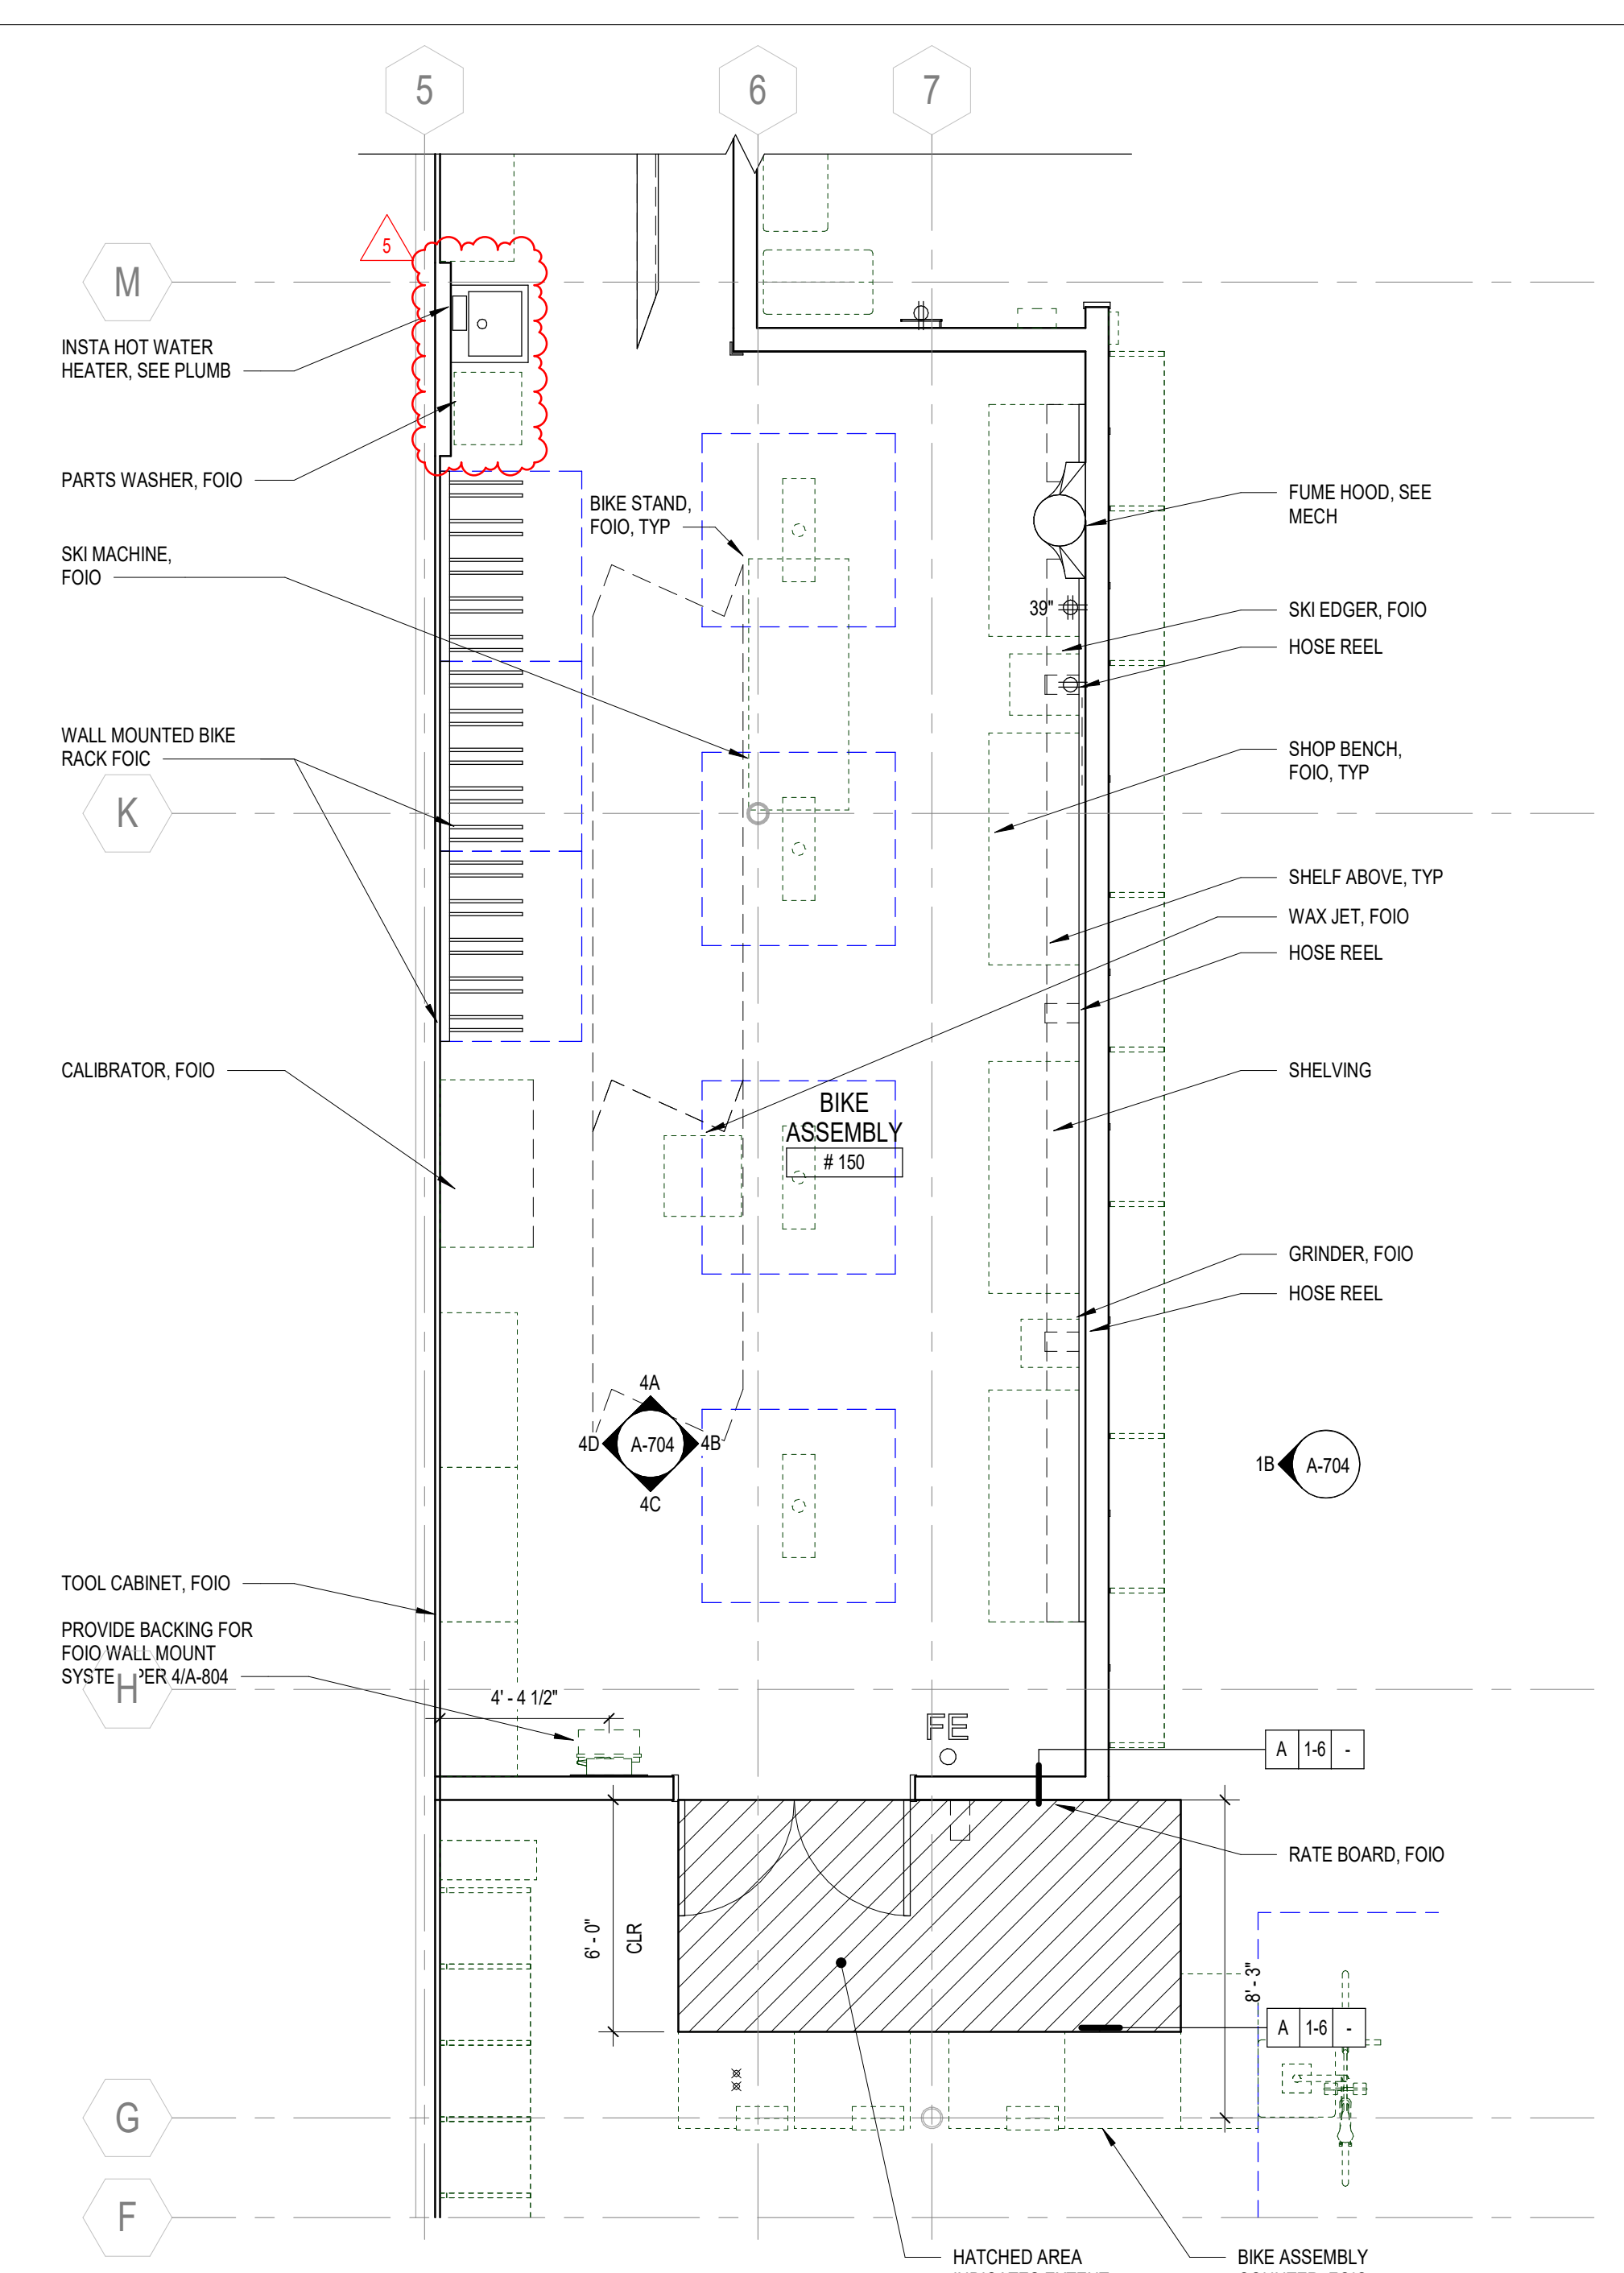 5
6
7
5
M
INSTA HOT WATER
HEATER, SEE PLUMB
PARTS WASHER, FOIO
BIKE STAND,
FOIO, TYP
FUME HOOD, SEE
MECH
SKI MACHINE,
FOIO
39"
SKI EDGER, FOIO
HOSE REEL
WALL MOUNTED BIKE
RACK FOIC
SHOP BENCH,
FOIO, TYP
K
SHELF ABOVE, TYP
WAX JET, FOIO
HOSE REEL
CALIBRATOR, FOIO
SHELVING
BIKE
ASSEMBLY
# 150
GRINDER, FOIO
HOSE REEL
4A
4D
A-704
4B
4C
1B
A-704
TOOL CABINET, FOIO
PROVIDE BACKING FOR
FOIO WALL MOUNT
PER 4/A-804
H
4' - 4 1/2"
FE
A 1-6 -
RATE BOARD, FOIO
6' - 0"
CLR
8' - 3"
A 1-6 -
G
F
HATCHED AREA
BIKE ASSEMBLY